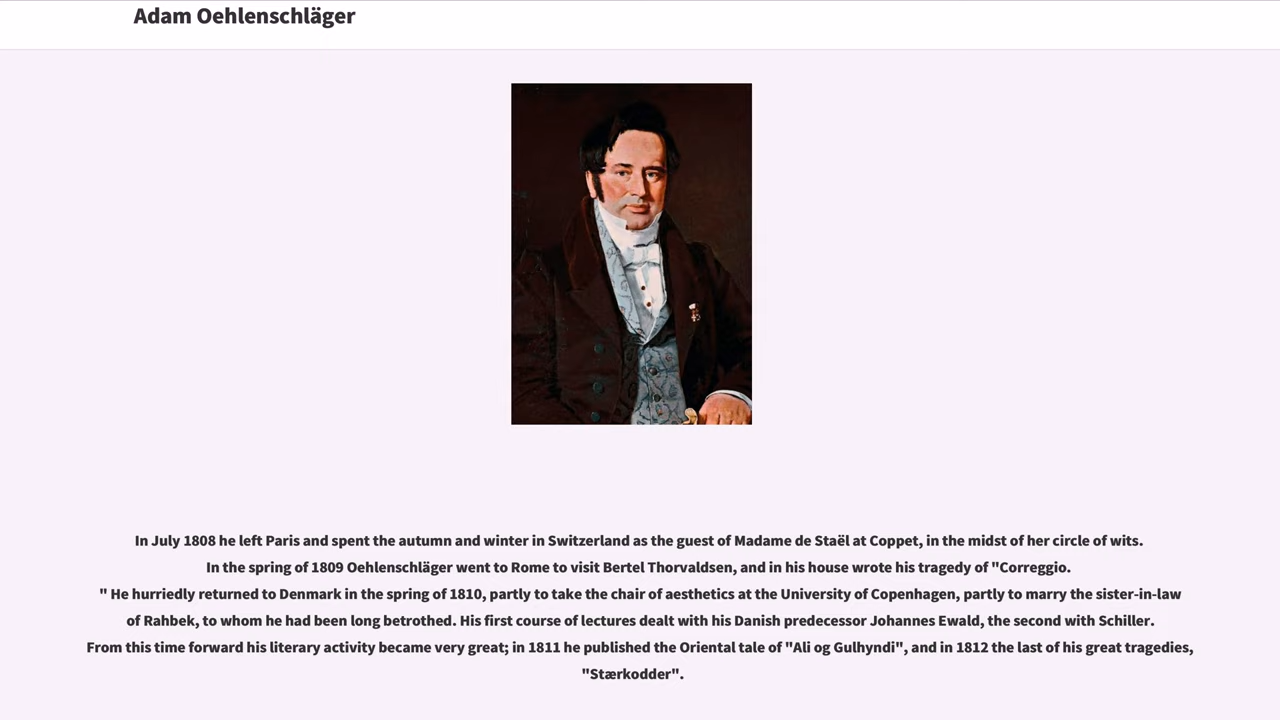 Adam Oehlenschläger
In July 1808 he left Paris and spent the autumn and winter in Switzerland as the guest of Madame de Staël at Coppet, in the midst of her circle of wits.
In the spring of 1809 Oehlenschläger went to Rome to visit Bertel Thorvaldsen, and in his house wrote his tragedy of "Correggio.
" He hurriedly returned to Denmark in the spring of 1810, partly to take the chair of aesthetics at the University of Copenhagen, partly to marry the sister-in-law
of Rahbek, to whom he had been long betrothed. His first course of lectures dealt with his Danish predecessor Johannes Ewald, the second with Schiller.
From this time forward his literary activity became very great; in 1811 he published the Oriental tale of "Ali og Gulhyndi", and in 1812 the last of his great tragedies,
"Stærkodder".